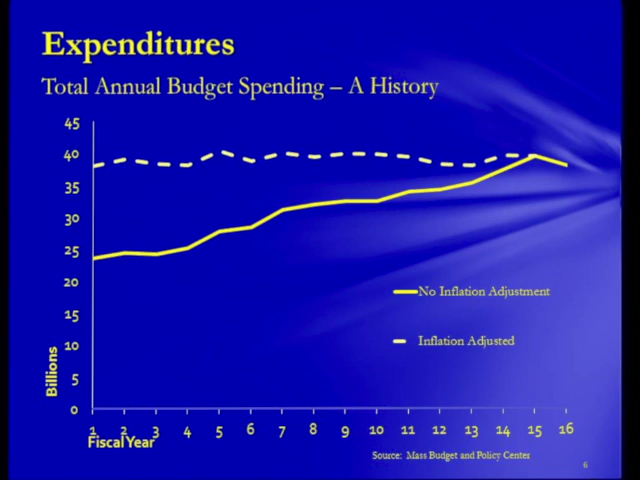 Expenditures
Total Annual Budget Spending – A History
45
40
35
30
25
20
15
10
5
0
Billions
1 2 3 4 5 6 7 8 9 10 11 12 13 14 15 16
Fiscal Year
No Inflation Adjustment
Inflation Adjusted
Source: Mass Budget and Policy Center
6